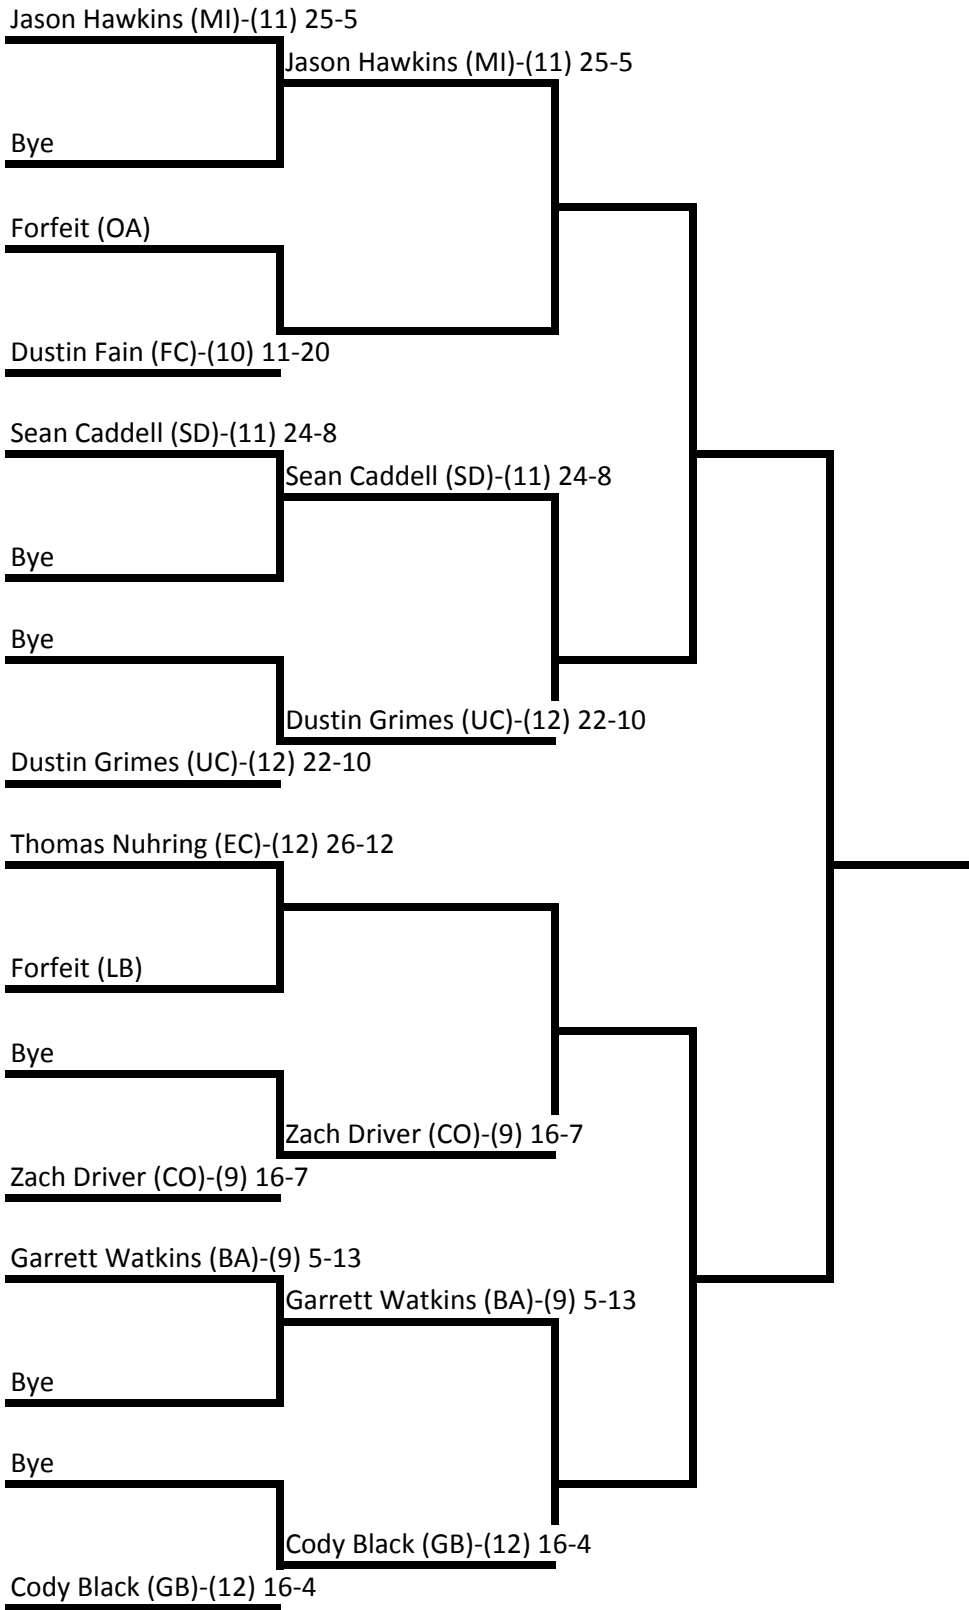 Jason Hawkins (MI)-(11) 25-5
Jason Hawkins (MI)-(11) 25-5
Bye
Forfeit (OA)
Dustin Fain (FC)-(10) 11-20
Sean Caddell (SD)-(11) 24-8
Sean Caddell (SD)-(11) 24-8
Bye
Bye
Dustin Grimes (UC)-(12) 22-10
Dustin Grimes (UC)-(12) 22-10
Thomas Nuhring (EC)-(12) 26-12
Forfeit (LB)
Bye
Zach Driver (CO)-(9) 16-7
Zach Driver (CO)-(9) 16-7
Garrett Watkins (BA)-(9) 5-13
Garrett Watkins (BA)-(9) 5-13
Bye
Bye
Cody Black (GB)-(12) 16-4
Cody Black (GB)-(12) 16-4